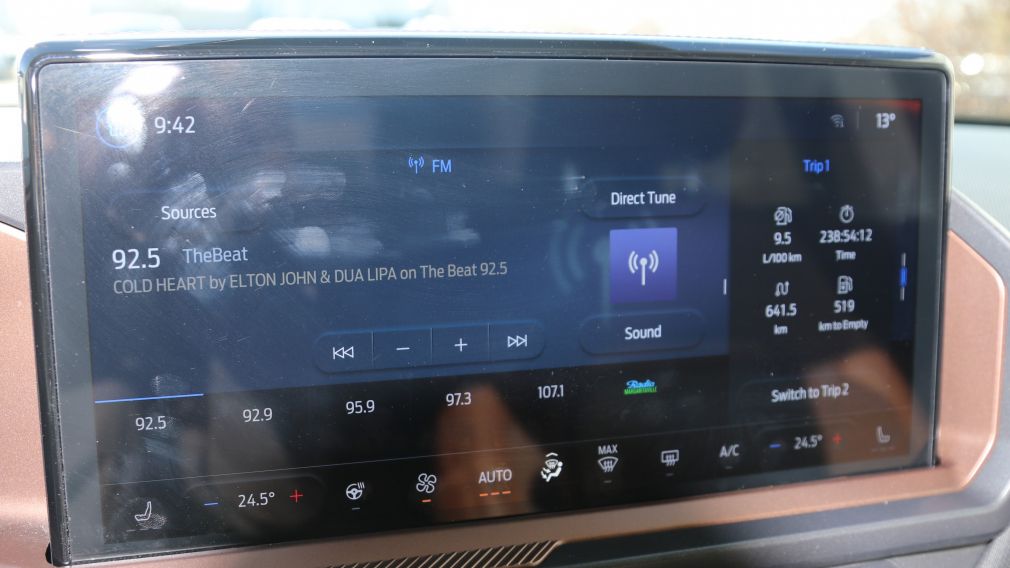 9:42
13°
FM
Trip 1
Sources
Direct Tune
92.5 TheBeat
COLD HEART by ELTON JOHN & DUA LIPA on The Beat 92.5
9.5
L/100 km
238:54:12
Time
641.5
km
519
km to Empty
Sound
Switch to Trip 2
92.5
92.9
95.9
97.3
107.1
Radio
MARGARITAVILLE
24.5°
AUTO
MAX
A/C
24.5°